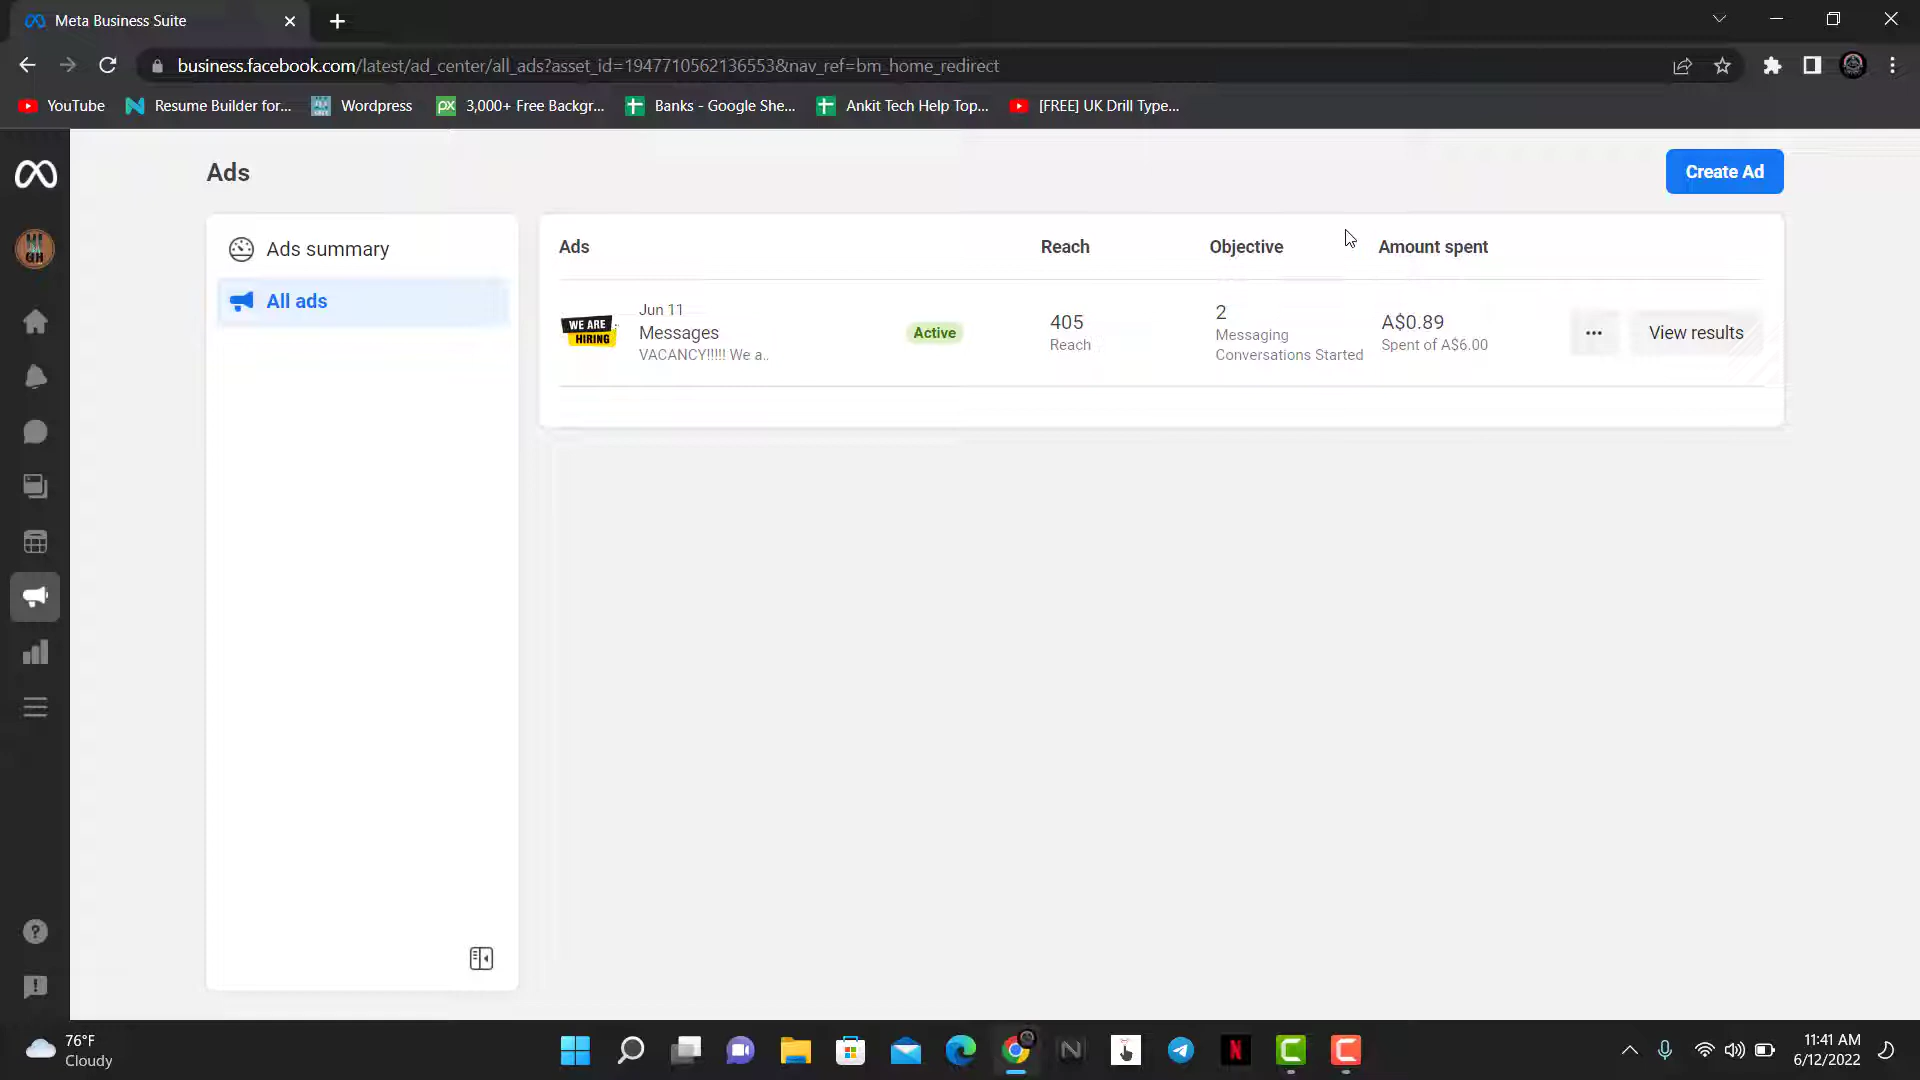 Meta Business Suite
business.facebook.com/latest/ad_center/all_ads?asset_id=1947710562136553&nav_ref=bm_home_redirect
YouTube
Resume Builder for...
Wordpress
px
3,000+ Free Backgr...
Banks - Google She...
Ankit Tech Help Top...
[FREE] UK Drill Type...
Ads
Create Ad
Ads summary
All ads
Ads
Reach
Objective
Amount spent
WE ARE
HIRING
Jun 11
Messages
VACANCY!!!!! We a..
Active
405
Reach
2
Messaging
Conversations Started
A$0.89
Spent of A$6.00
...
View results
76°F
Cloudy
11:41 AM
6/12/2022